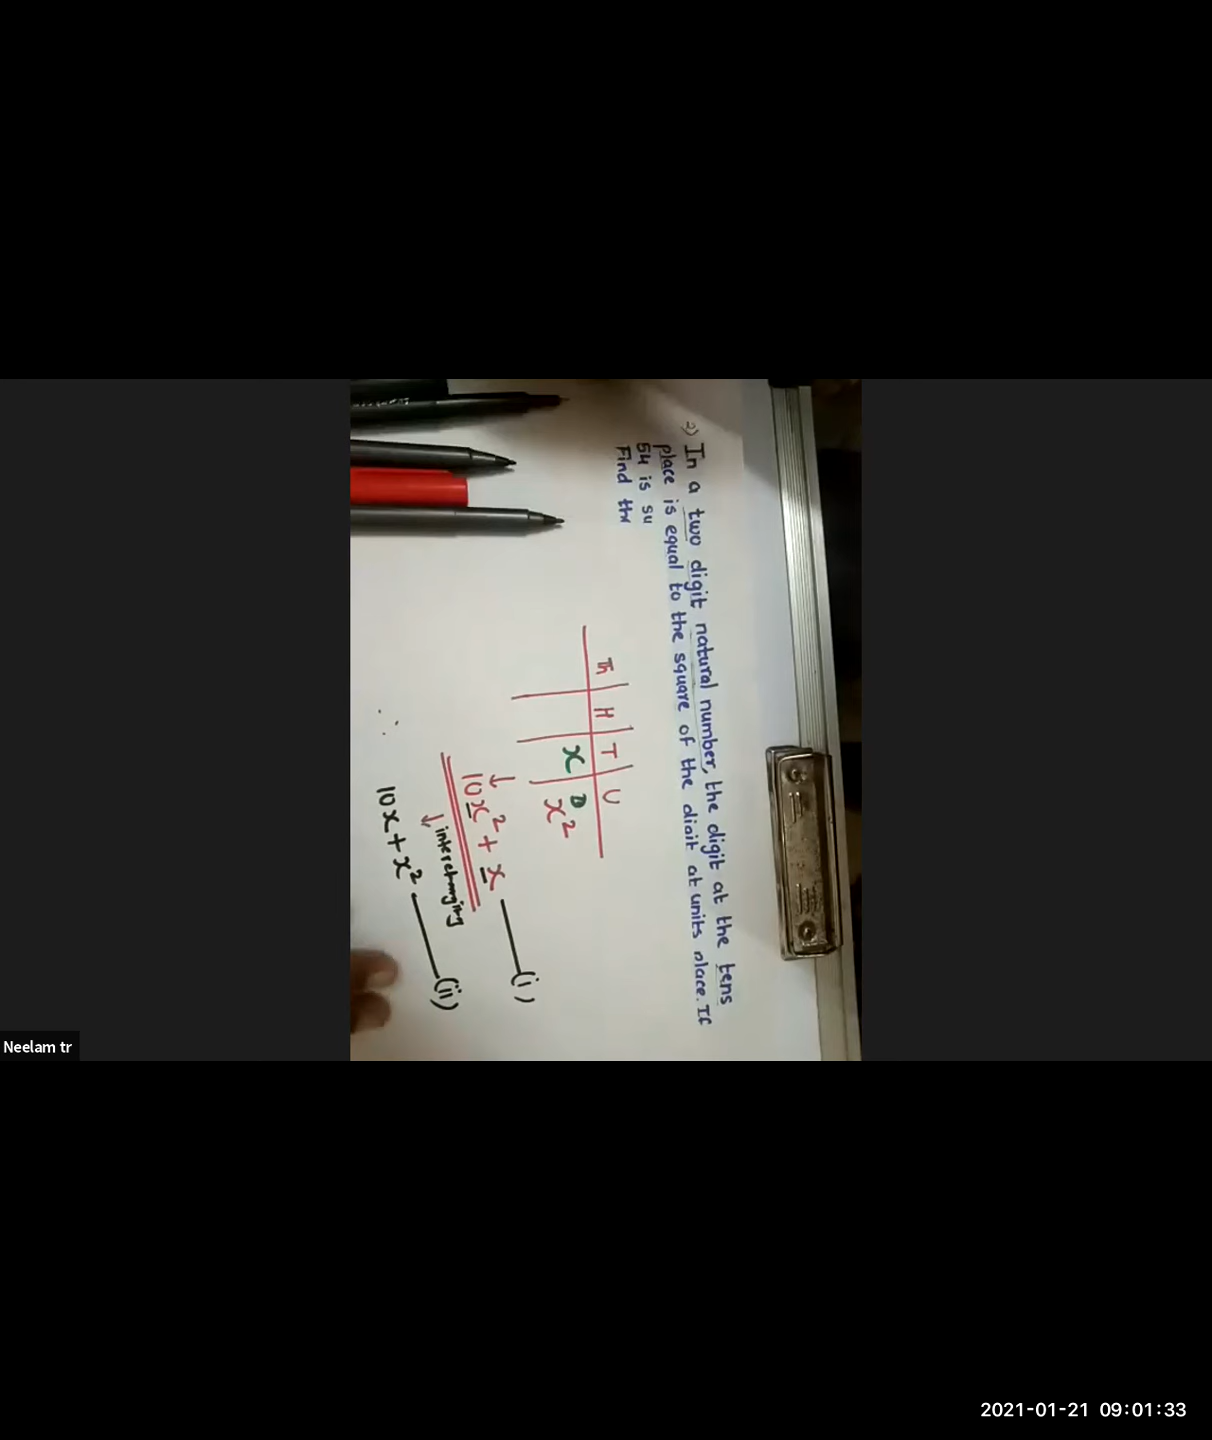 2) In a two digit natural number, the digit at the tens
place is equal to the square of the digit at units place. If
54 is su
Find the
Th H T U
x D x²
10x² + x (i)
↓ interchanging
10x + x² (ii)
Neelam tr
2021-01-21 09:01:33